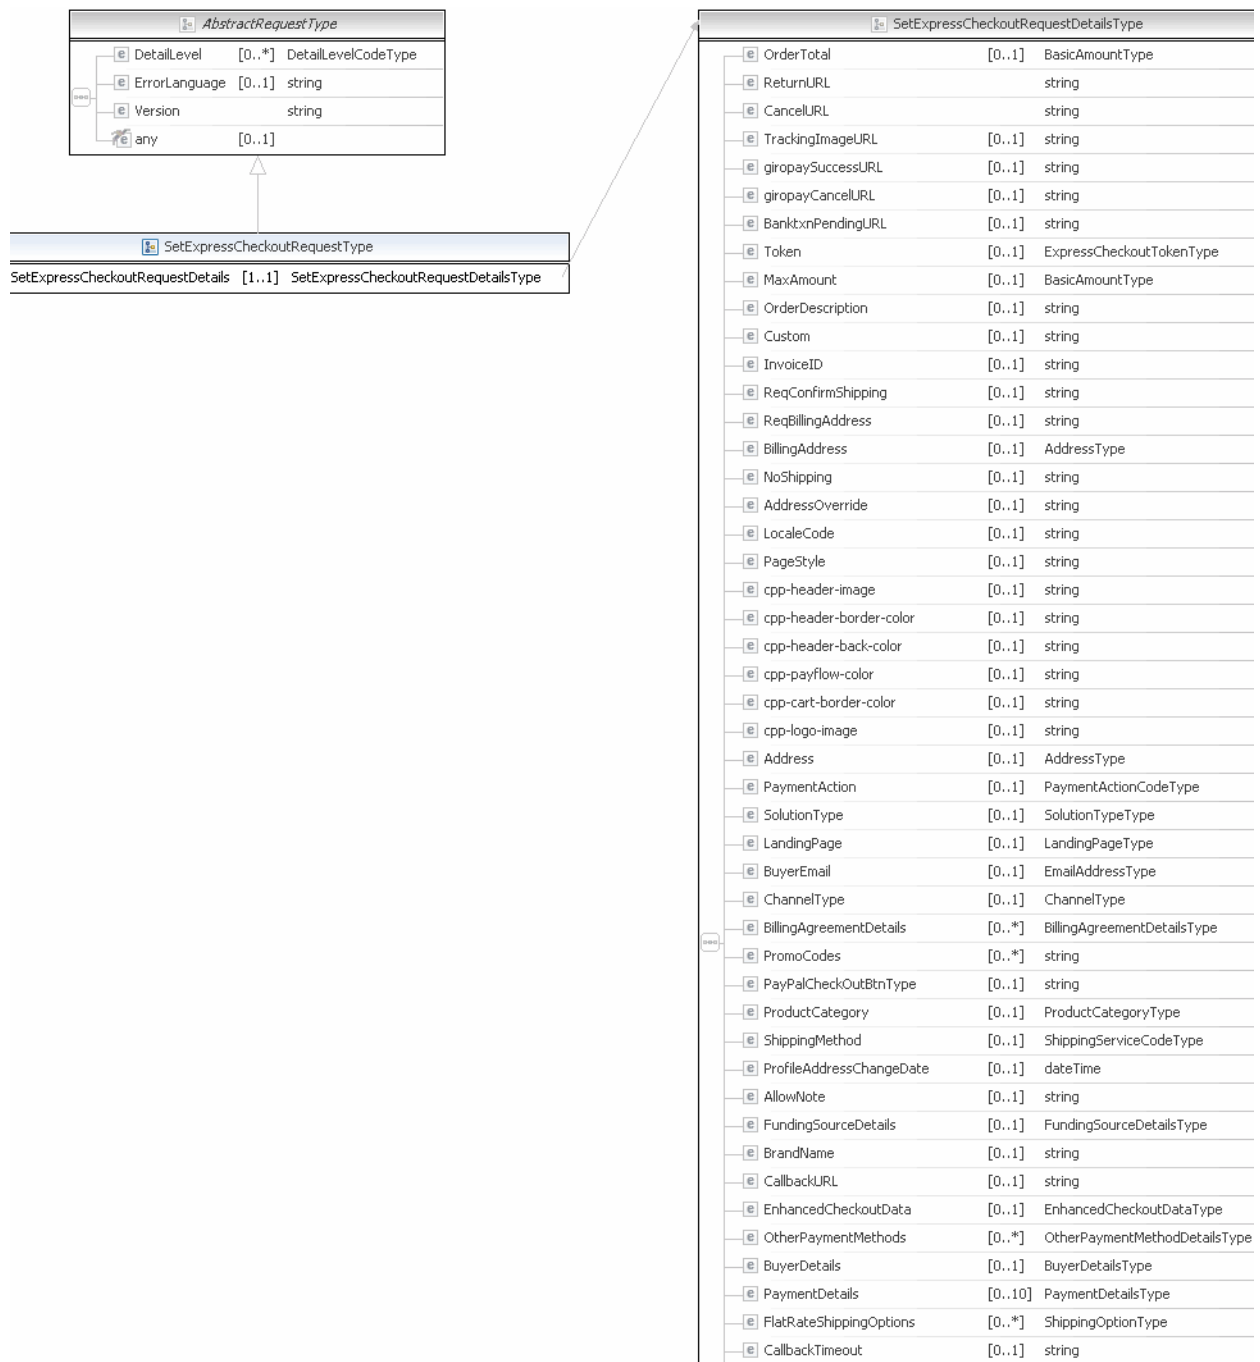 AbstractRequestType
DetailLevel [0..*] DetailLevelCodeType
ErrorLanguage [0..1] string
Version string
any [0..1]
SetExpressCheckoutRequestType
SetExpressCheckoutRequestDetails [1..1] SetExpressCheckoutRequestDetailsType
SetExpressCheckoutRequestDetailsType
OrderTotal [0..1] BasicAmountType
ReturnURL string
CancelURL string
TrackingImageURL [0..1] string
giropaySuccessURL [0..1] string
giropayCancelURL [0..1] string
BanktxnPendingURL [0..1] string
Token [0..1] ExpressCheckoutTokenType
MaxAmount [0..1] BasicAmountType
OrderDescription [0..1] string
Custom [0..1] string
InvoiceID [0..1] string
ReqConfirmShipping [0..1] string
ReqBillingAddress [0..1] string
BillingAddress [0..1] AddressType
NoShipping [0..1] string
AddressOverride [0..1] string
LocaleCode [0..1] string
PageStyle [0..1] string
cpp-header-image [0..1] string
cpp-header-border-color [0..1] string
cpp-header-back-color [0..1] string
cpp-payflow-color [0..1] string
cpp-cart-border-color [0..1] string
cpp-logo-image [0..1] string
Address [0..1] AddressType
PaymentAction [0..1] PaymentActionCodeType
SolutionType [0..1] SolutionTypeType
LandingPage [0..1] LandingPageType
BuyerEmail [0..1] EmailAddressType
ChannelType [0..1] ChannelType
BillingAgreementDetails [0..*] BillingAgreementDetailsType
PromoCodes [0..*] string
PayPalCheckOutBtnType [0..1] string
ProductCategory [0..1] ProductCategoryType
ShippingMethod [0..1] ShippingServiceCodeType
ProfileAddressChangeDate [0..1] dateTime
AllowNote [0..1] string
FundingSourceDetails [0..1] FundingSourceDetailsType
BrandName [0..1] string
CallbackURL [0..1] string
EnhancedCheckoutData [0..1] EnhancedCheckoutDataType
OtherPaymentMethods [0..*] OtherPaymentMethodDetailsType
BuyerDetails [0..1] BuyerDetailsType
PaymentDetails [0..10] PaymentDetailsType
FlatRateShippingOptions [0..*] ShippingOptionType
CallbackTimeout [0..1] string